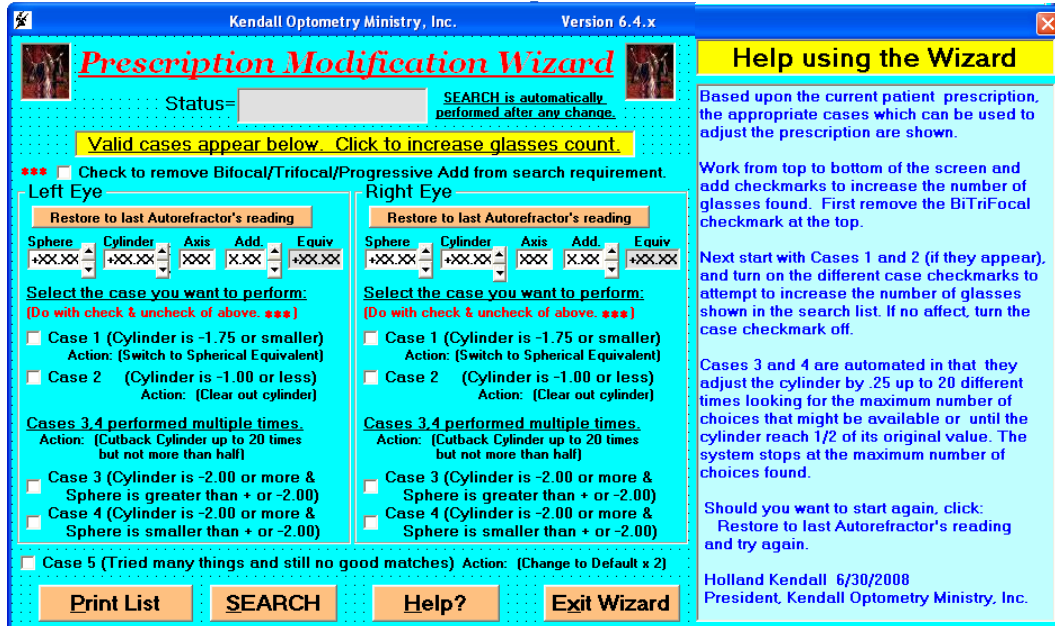 Kendall Optometry Ministry, Inc. Version 6.4.x
Prescription Modification Wizard
Status=
SEARCH is automatically
performed after any change.
Valid cases appear below. Click to increase glasses count.
*** Check to remove Bifocal/Trifocal/Progressive Add from search requirement.
Left Eye
Restore to last Autorefractor's reading
Sphere Cylinder Axis Add. Equiv
+XX.XX +XX.XX XXX X.XX +XX.XX
Select the case you want to perform:
(Do with check & uncheck of above. ***)
Case 1 (Cylinder is -1.75 or smaller)
Action: (Switch to Spherical Equivalent)
Case 2 (Cylinder is -1.00 or less)
Action: (Clear out cylinder)
Cases 3,4 performed multiple times.
Action: (Cutback Cylinder up to 20 times
but not more than half)
Case 3 (Cylinder is -2.00 or more &
Sphere is greater than + or -2.00)
Case 4 (Cylinder is -2.00 or more &
Sphere is smaller than + or -2.00)
Right Eye
Restore to last Autorefractor's reading
Sphere Cylinder Axis Add. Equiv
+XX.XX +XX.XX XXX X.XX +XX.XX
Select the case you want to perform:
(Do with check & uncheck of above. ***)
Case 1 (Cylinder is -1.75 or smaller)
Action: (Switch to Spherical Equivalent)
Case 2 (Cylinder is -1.00 or less)
Action: (Clear out cylinder)
Cases 3,4 performed multiple times.
Action: (Cutback Cylinder up to 20 times
but not more than half)
Case 3 (Cylinder is -2.00 or more &
Sphere is greater than + or -2.00)
Case 4 (Cylinder is -2.00 or more &
Sphere is smaller than + or -2.00)
Case 5 (Tried many things and still no good matches) Action: (Change to Default x 2)
Print List SEARCH Help? Exit Wizard
Help using the Wizard
Based upon the current patient prescription,
the appropriate cases which can be used to
adjust the prescription are shown.
Work from top to bottom of the screen and
add checkmarks to increase the number of
glasses found. First remove the BiTriFocal
checkmark at the top.
Next start with Cases 1 and 2 (if they appear),
and turn on the different case checkmarks to
attempt to increase the number of glasses
shown in the search list. If no affect, turn the
case checkmark off.
Cases 3 and 4 are automated in that they
adjust the cylinder by .25 up to 20 different
times looking for the maximum number of
choices that might be available or until the
cylinder reach 1/2 of its original value. The
system stops at the maximum number of
choices found.
Should you want to start again, click:
Restore to last Autorefractor's reading
and try again.
Holland Kendall 6/30/2008
President, Kendall Optometry Ministry, Inc.